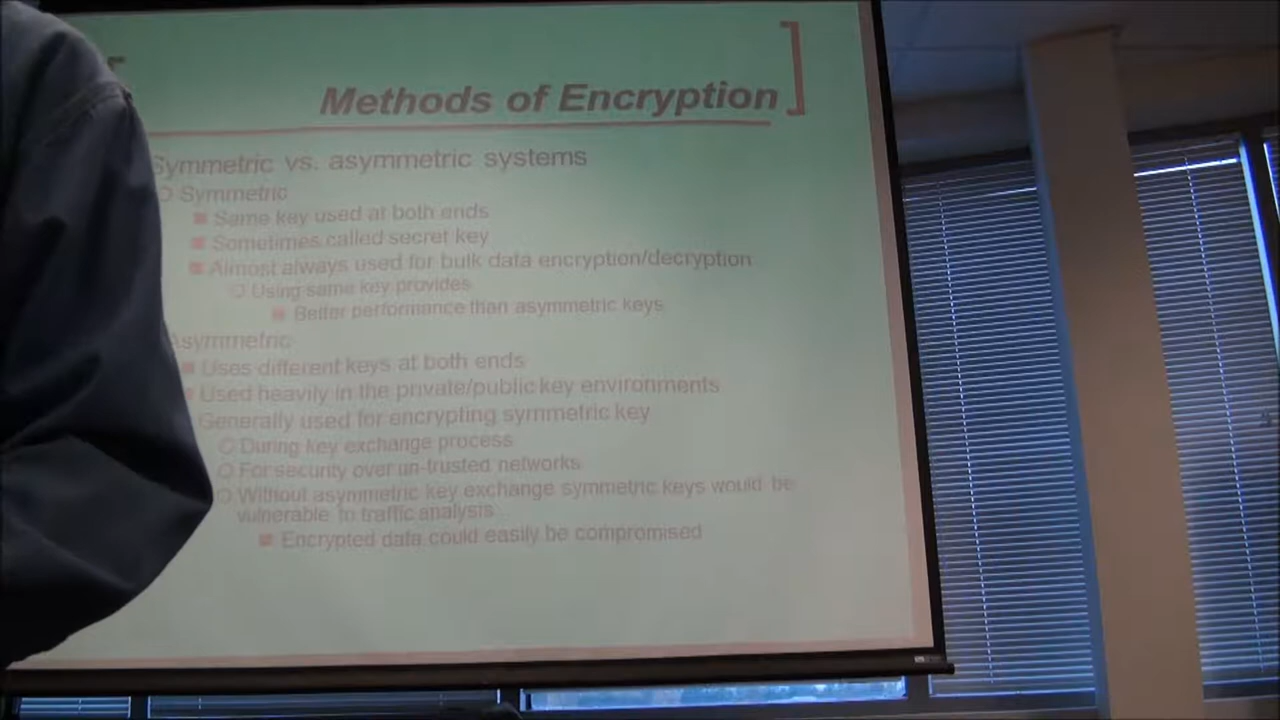 Methods of Encryption
Symmetric vs. asymmetric systems
Symmetric
Same key used at both ends
Sometimes called secret key
Almost always used for bulk data encryption/decryption
Using same key provides
Better performance than asymmetric keys
Asymmetric
Uses different keys at both ends
Used heavily in the private/public key environments
Generally used for encrypting symmetric key
During key exchange process
For security over un-trusted networks
Without asymmetric key exchange symmetric keys would be
vulnerable to traffic analysis
Encrypted data could easily be compromised